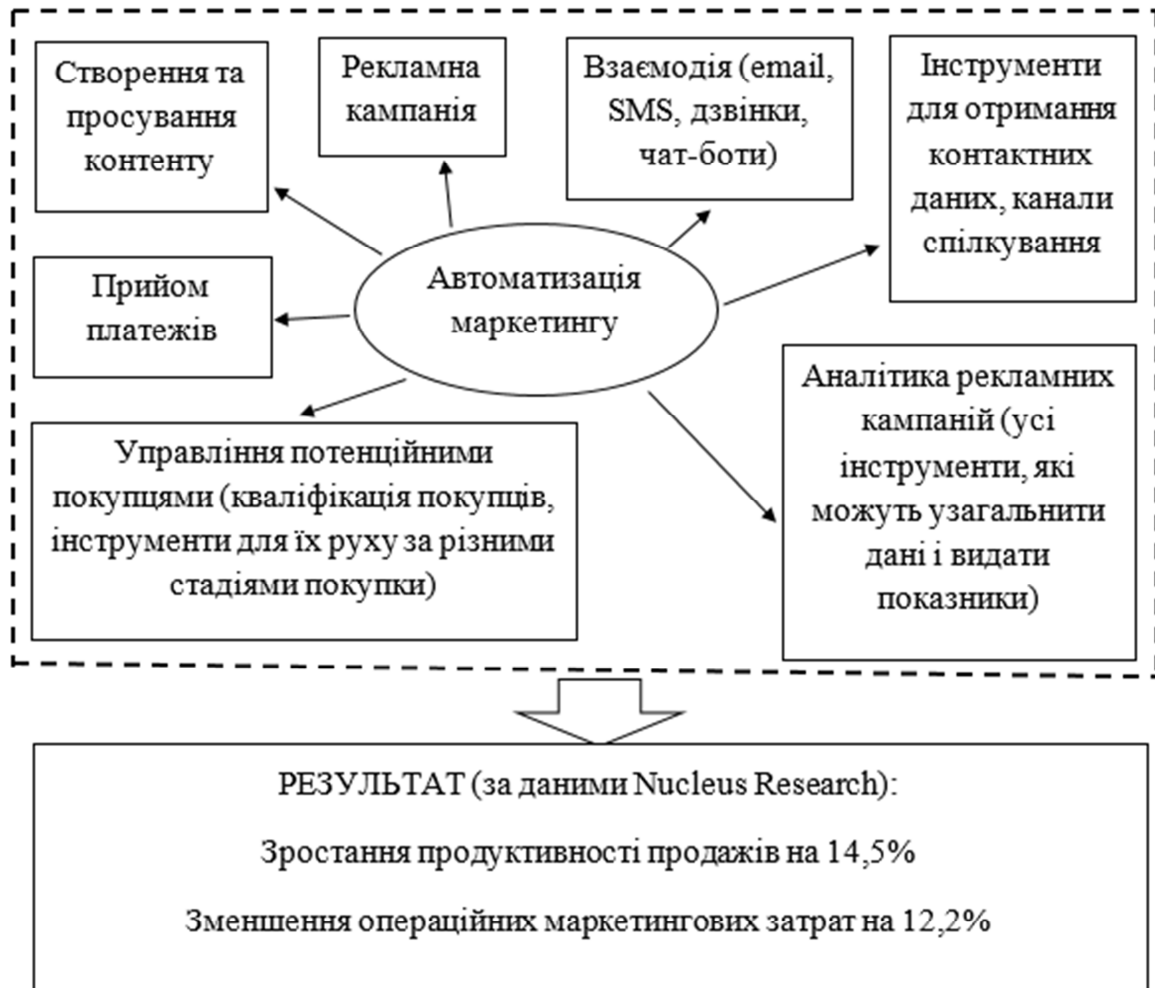 Створення та
просування
контенту
Рекламна
кампанія
Взаємодія (email,
SMS, дзвінки,
чат-боти)
Інструменти
для отримання
контактних
даних, канали
спілкування
Прийом
платежів
Автоматизація
маркетингу
Управління потенційними
покупцями (кваліфікація покупців,
інструменти для їх руху за різними
стадіями покупки)
Аналітика рекламних
кампаній (усі
інструменти, які
можуть узагальнити
дані і видати
показники)
РЕЗУЛЬТАТ (за даними Nucleus Research):
Зростання продуктивності продажів на 14,5%
Зменшення операційних маркетингових затрат на 12,2%